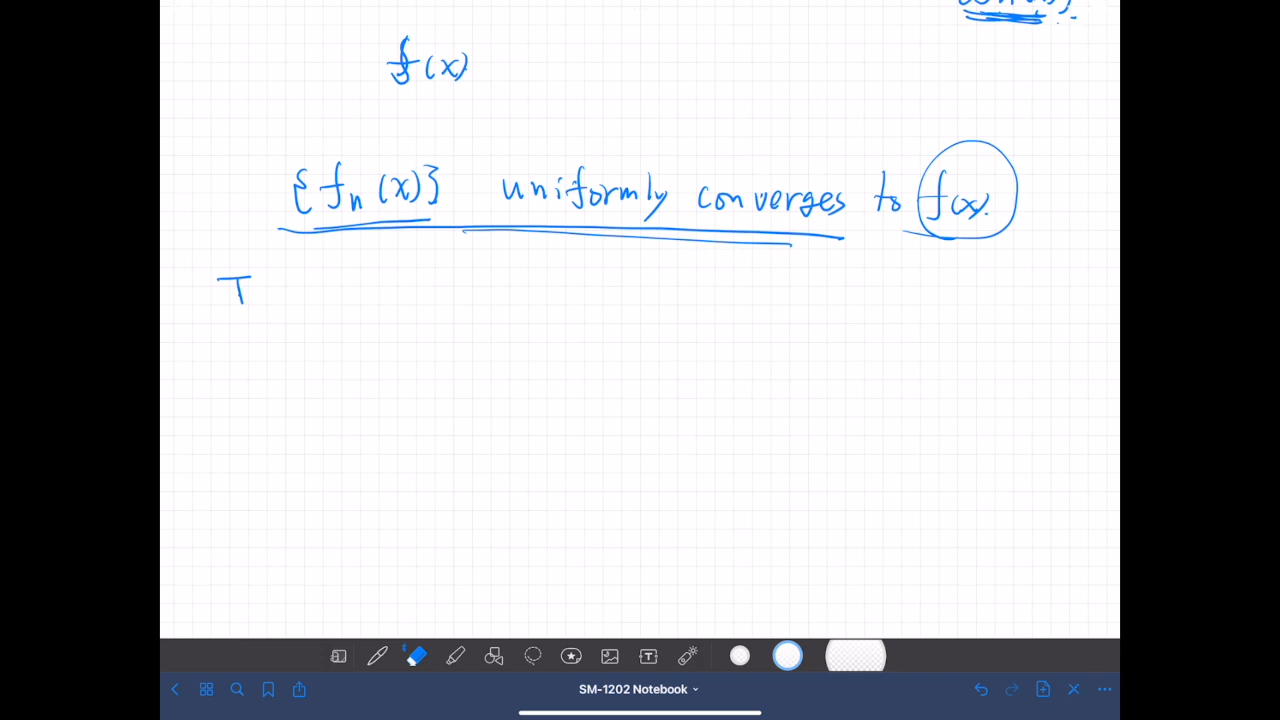 f(x)
{fn(x)} uniformly converges to f(x).
T
SM-1202 Notebook